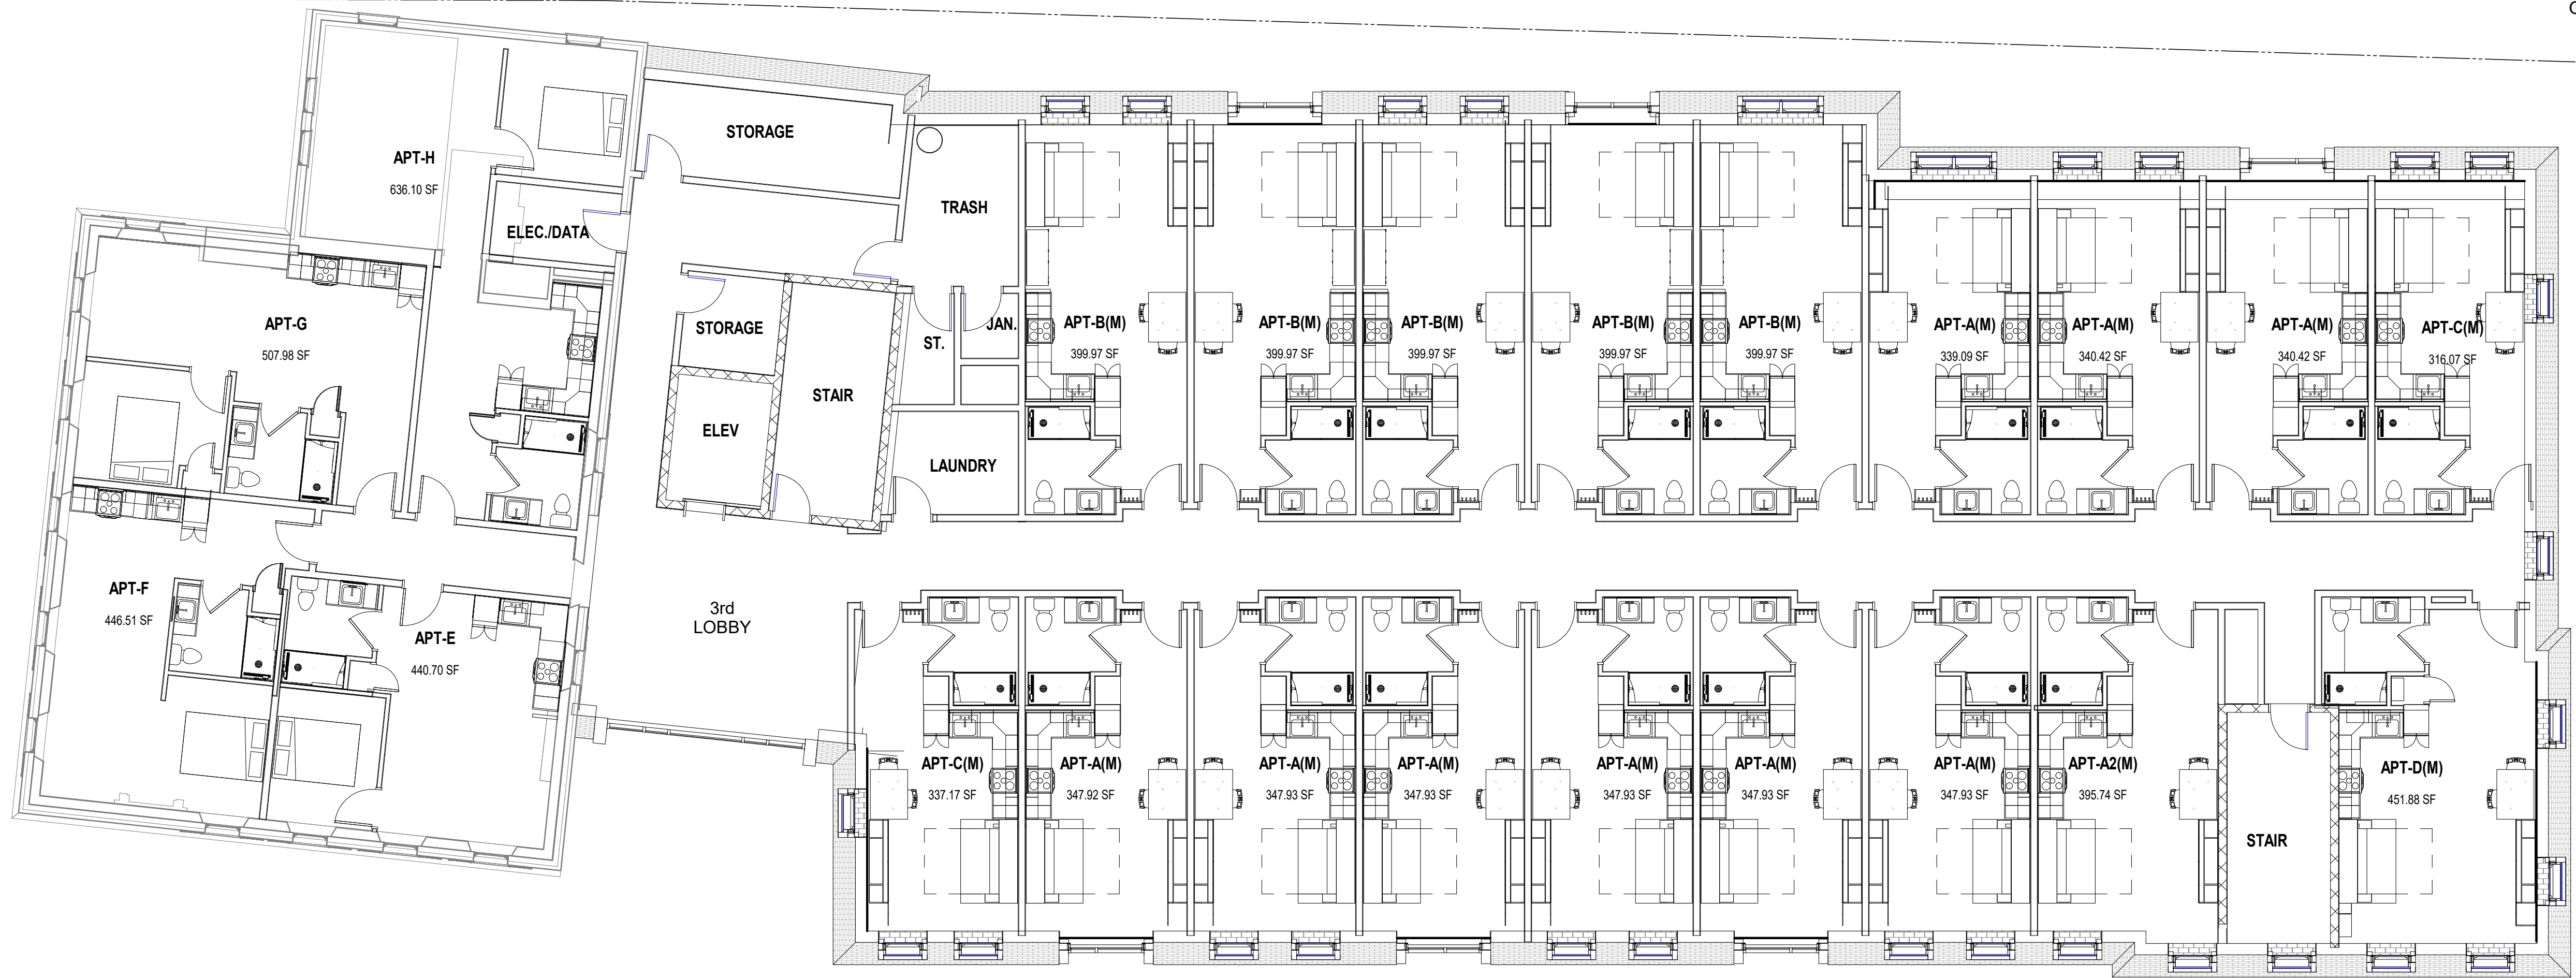 APT-H
636.10 SF
STORAGE
TRASH
ELEC./DATA
APT-G
507.98 SF
STORAGE
ST.
JAN.
STAIR
ELEV
LAUNDRY
APT-B(M)
399.97 SF
APT-B(M)
399.97 SF
APT-B(M)
399.97 SF
APT-B(M)
399.97 SF
APT-B(M)
399.97 SF
APT-A(M)
339.09 SF
APT-A(M)
340.42 SF
APT-A(M)
340.42 SF
APT-C(M)
316.07 SF
APT-F
446.51 SF
APT-E
440.70 SF
3rd
LOBBY
APT-C(M)
337.17 SF
APT-A(M)
347.92 SF
APT-A(M)
347.93 SF
APT-A(M)
347.93 SF
APT-A(M)
347.93 SF
APT-A(M)
347.93 SF
APT-A(M)
347.93 SF
APT-A2(M)
395.74 SF
STAIR
APT-D(M)
451.88 SF